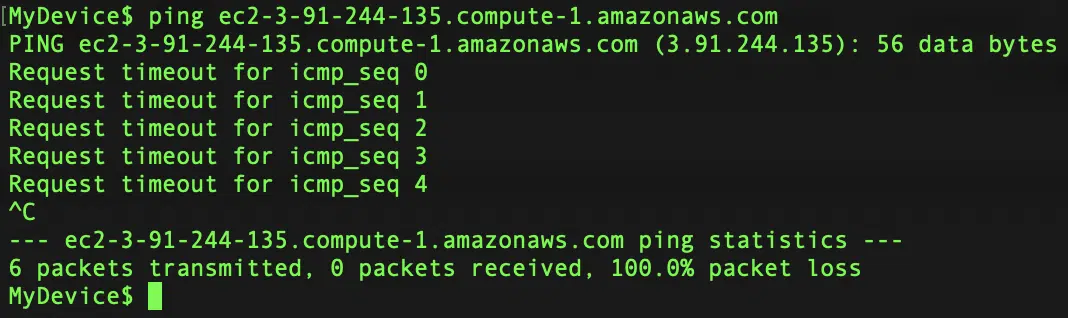 [MyDevice$ ping ec2-3-91-244-135.compute-1.amazonaws.com
PING ec2-3-91-244-135.compute-1.amazonaws.com (3.91.244.135): 56 data bytes
Request timeout for icmp_seq 0
Request timeout for icmp_seq 1
Request timeout for icmp_seq 2
Request timeout for icmp_seq 3
Request timeout for icmp_seq 4
^C
--- ec2-3-91-244-135.compute-1.amazonaws.com ping statistics ---
6 packets transmitted, 0 packets received, 100.0% packet loss
MyDevice$